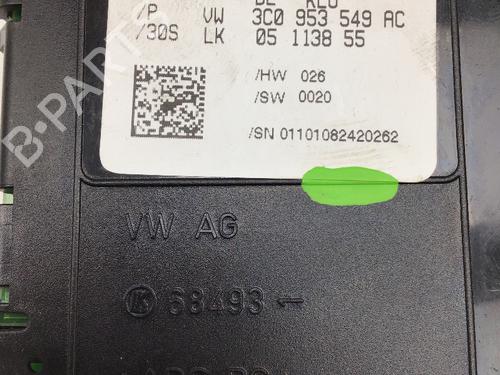 /P VW 3C0 953 549 AC
/30S LK 05 1138 55
/HW 026
/SW 0020
/SN 01101082420262
VW AG
K 68493
B-PARTS